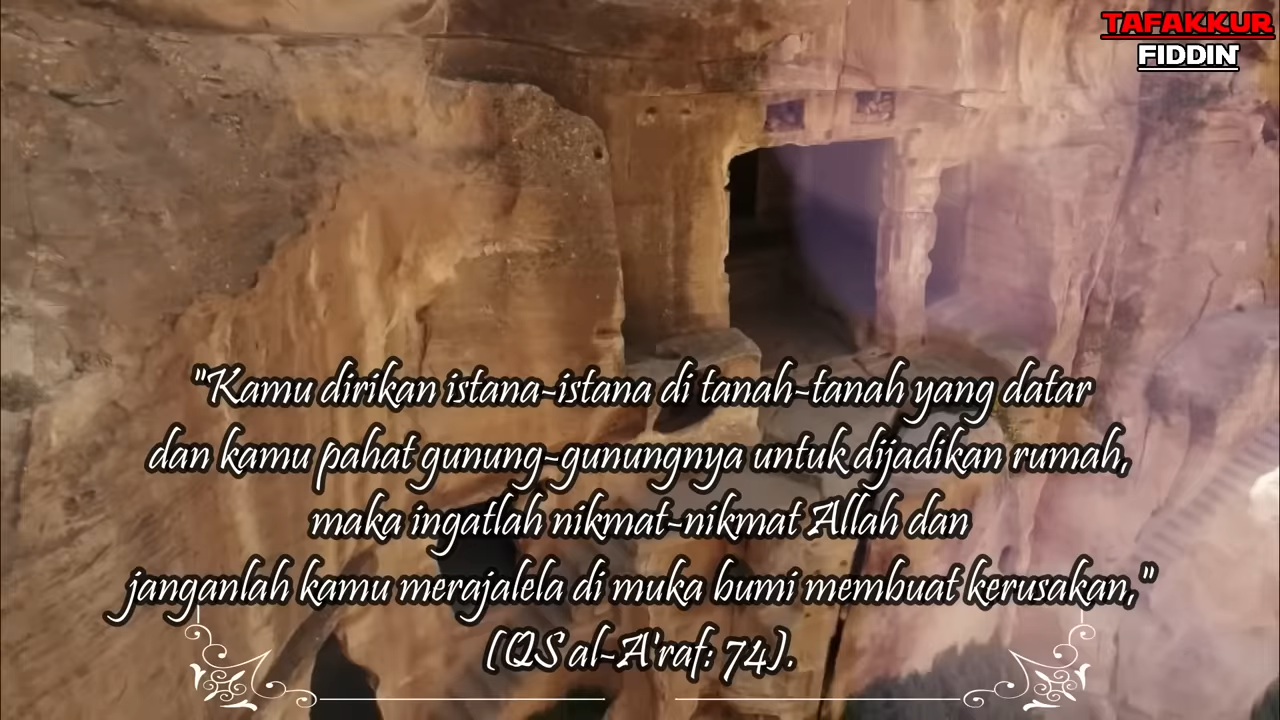 TAFAKKUR
FIDDIN
"Kamu dirikan istana-istana di tanah-tanah yang datar
dan kamu pahat gunung-gunungnya untuk dijadikan rumah,
maka ingatlah nikmat-nikmat Allah dan
janganlah kamu merajalela di muka bumi membuat kerusakan,"
(QS al-A'raf: 74).